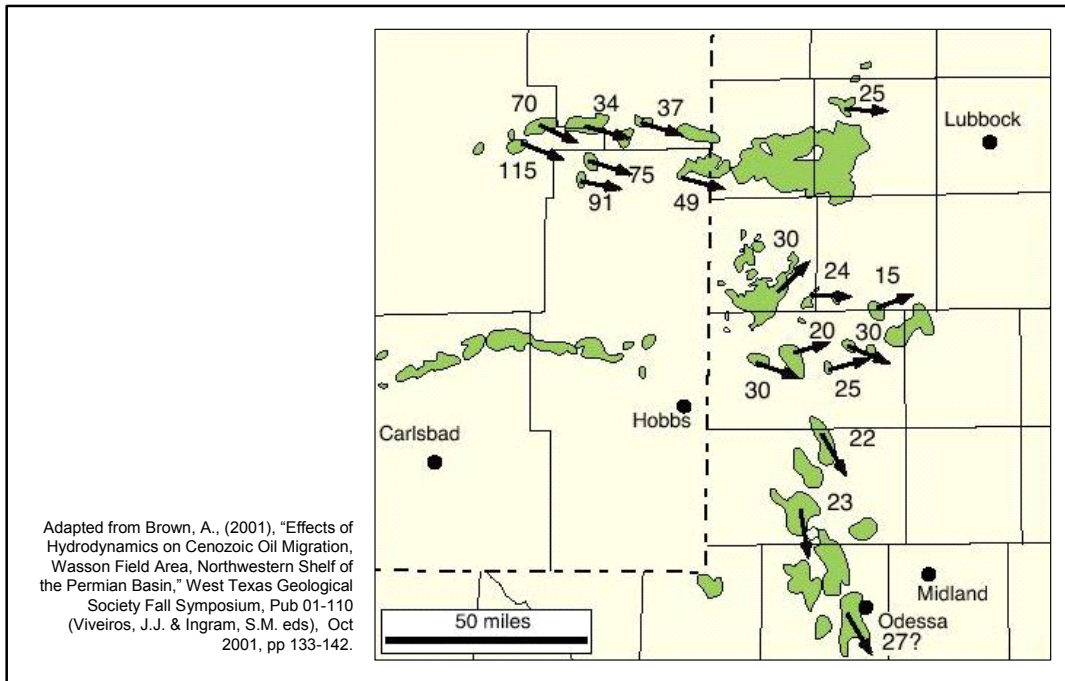 70
34
37
25
Lubbock
115
75
91
49
30
24
15
20
30
30
25
Hobbs
Carlsbad
22
23
Midland
Odessa
27?
50 miles
Adapted from Brown, A., (2001), “Effects of
Hydrodynamics on Cenozoic Oil Migration,
Wasson Field Area, Northwestern Shelf of
the Permian Basin,” West Texas Geological
Society Fall Symposium, Pub 01-110
(Viveiros, J.J. & Ingram, S.M. eds), Oct
2001, pp 133-142.